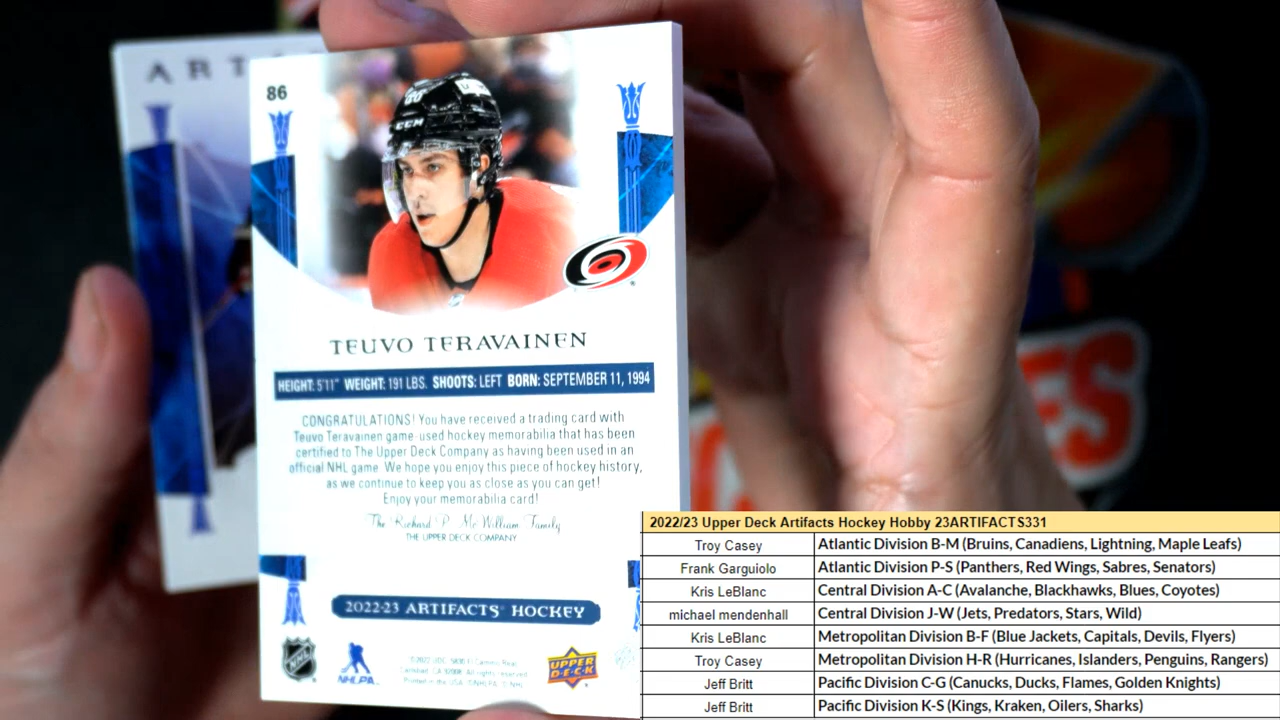 ART
86
CCM
TEUVO TERAVAINEN
HEIGHT: 5'11" WEIGHT: 191 LBS. SHOOTS: LEFT BORN: SEPTEMBER 11, 1994
CONGRATULATIONS! You have received a trading card with
Teuvo Teravainen game-used hockey memorabilia that has been
certified to The Upper Deck Company as having been used in an
official NHL game. We hope you enjoy this piece of hockey history,
as we continue to keep you as close as you can get!
Enjoy your memorabilia card!
The Richard P. McWilliam Family
THE UPPER DECK COMPANY
2022-23 ARTIFACTS HOCKEY
NHL
NHLPA
UPPER DECK
ES
2022/23 Upper Deck Artifacts Hockey Hobby 23ARTIFACTS331
Troy Casey Atlantic Division B-M (Bruins, Canadiens, Lightning, Maple Leafs)
Frank Garguiolo Atlantic Division P-S (Panthers, Red Wings, Sabres, Senators)
Kris LeBlanc Central Division A-C (Avalanche, Blackhawks, Blues, Coyotes)
michael mendenhall Central Division J-W (Jets, Predators, Stars, Wild)
Kris LeBlanc Metropolitan Division B-F (Blue Jackets, Capitals, Devils, Flyers)
Troy Casey Metropolitan Division H-R (Hurricanes, Islanders, Penguins, Rangers)
Jeff Britt Pacific Division C-G (Canucks, Ducks, Flames, Golden Knights)
Jeff Britt Pacific Division K-S (Kings, Kraken, Oilers, Sharks)